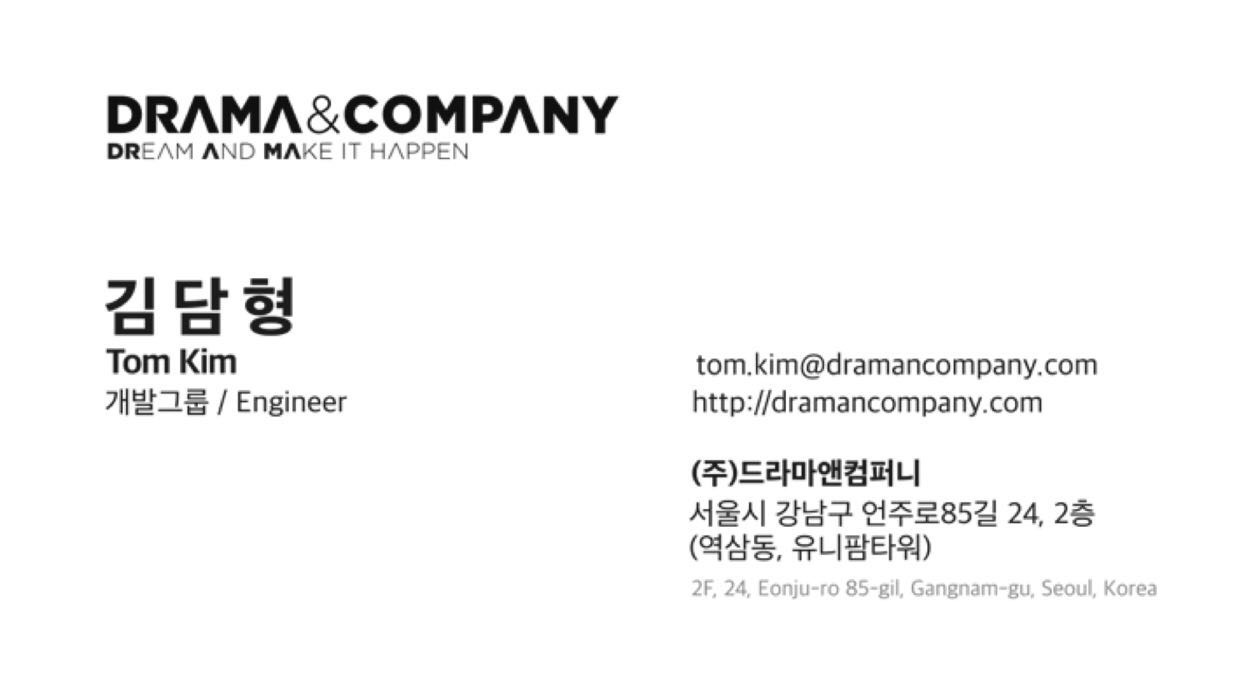 DRAMA&COMPANY
DREAM AND MAKE IT HAPPEN
김담형
Tom Kim
개발그룹 / Engineer
tom.kim@dramancompany.com
http://dramancompany.com
(주)드라마앤컴퍼니
서울시 강남구 언주로85길 24, 2층
(역삼동, 유니팜타워)
2F, 24, Eonju-ro 85-gil, Gangnam-gu, Seoul, Korea